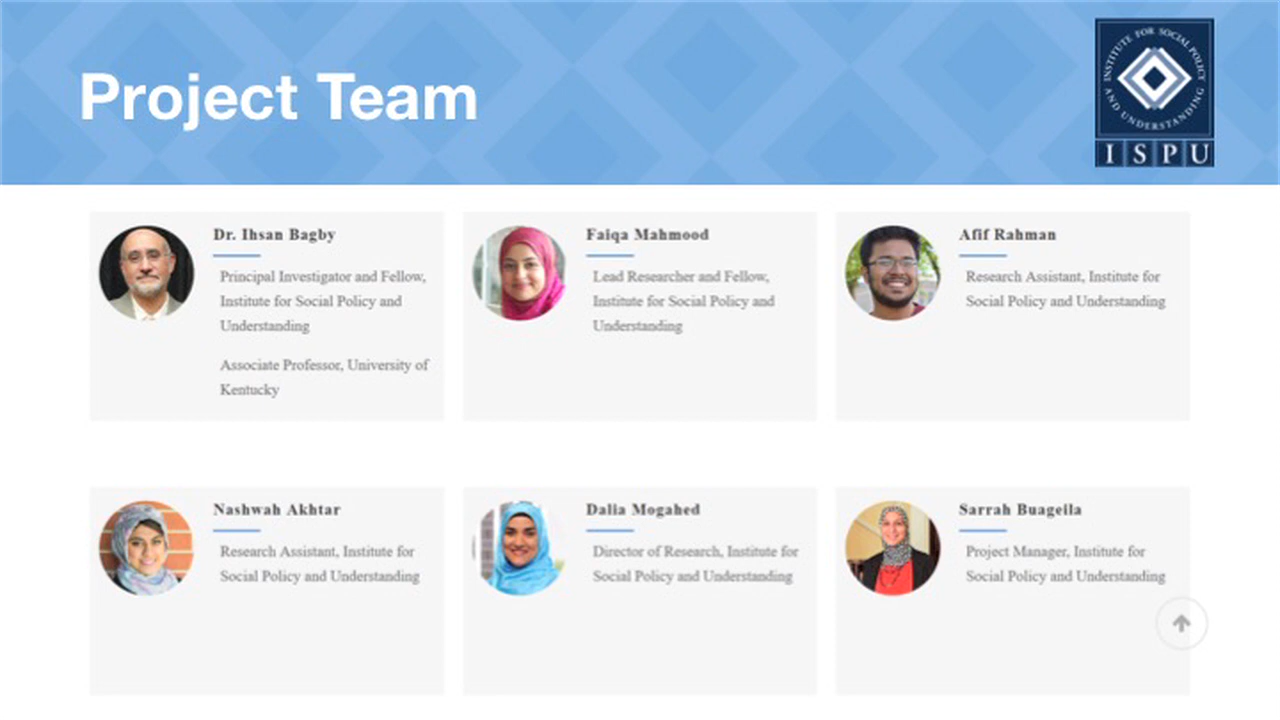 Project Team
INSTITUTE FOR SOCIAL POLICY
AND UNDERSTANDING
ISPU
Dr. Ihsan Bagby
Principal Investigator and Fellow,
Institute for Social Policy and
Understanding
Associate Professor, University of
Kentucky
Faiqa Mahmood
Lead Researcher and Fellow,
Institute for Social Policy and
Understanding
Afif Rahman
Research Assistant, Institute for
Social Policy and Understanding
Nashwah Akhtar
Research Assistant, Institute for
Social Policy and Understanding
Dalia Mogahed
Director of Research, Institute for
Social Policy and Understanding
Sarrah Buageila
Project Manager, Institute for
Social Policy and Understanding